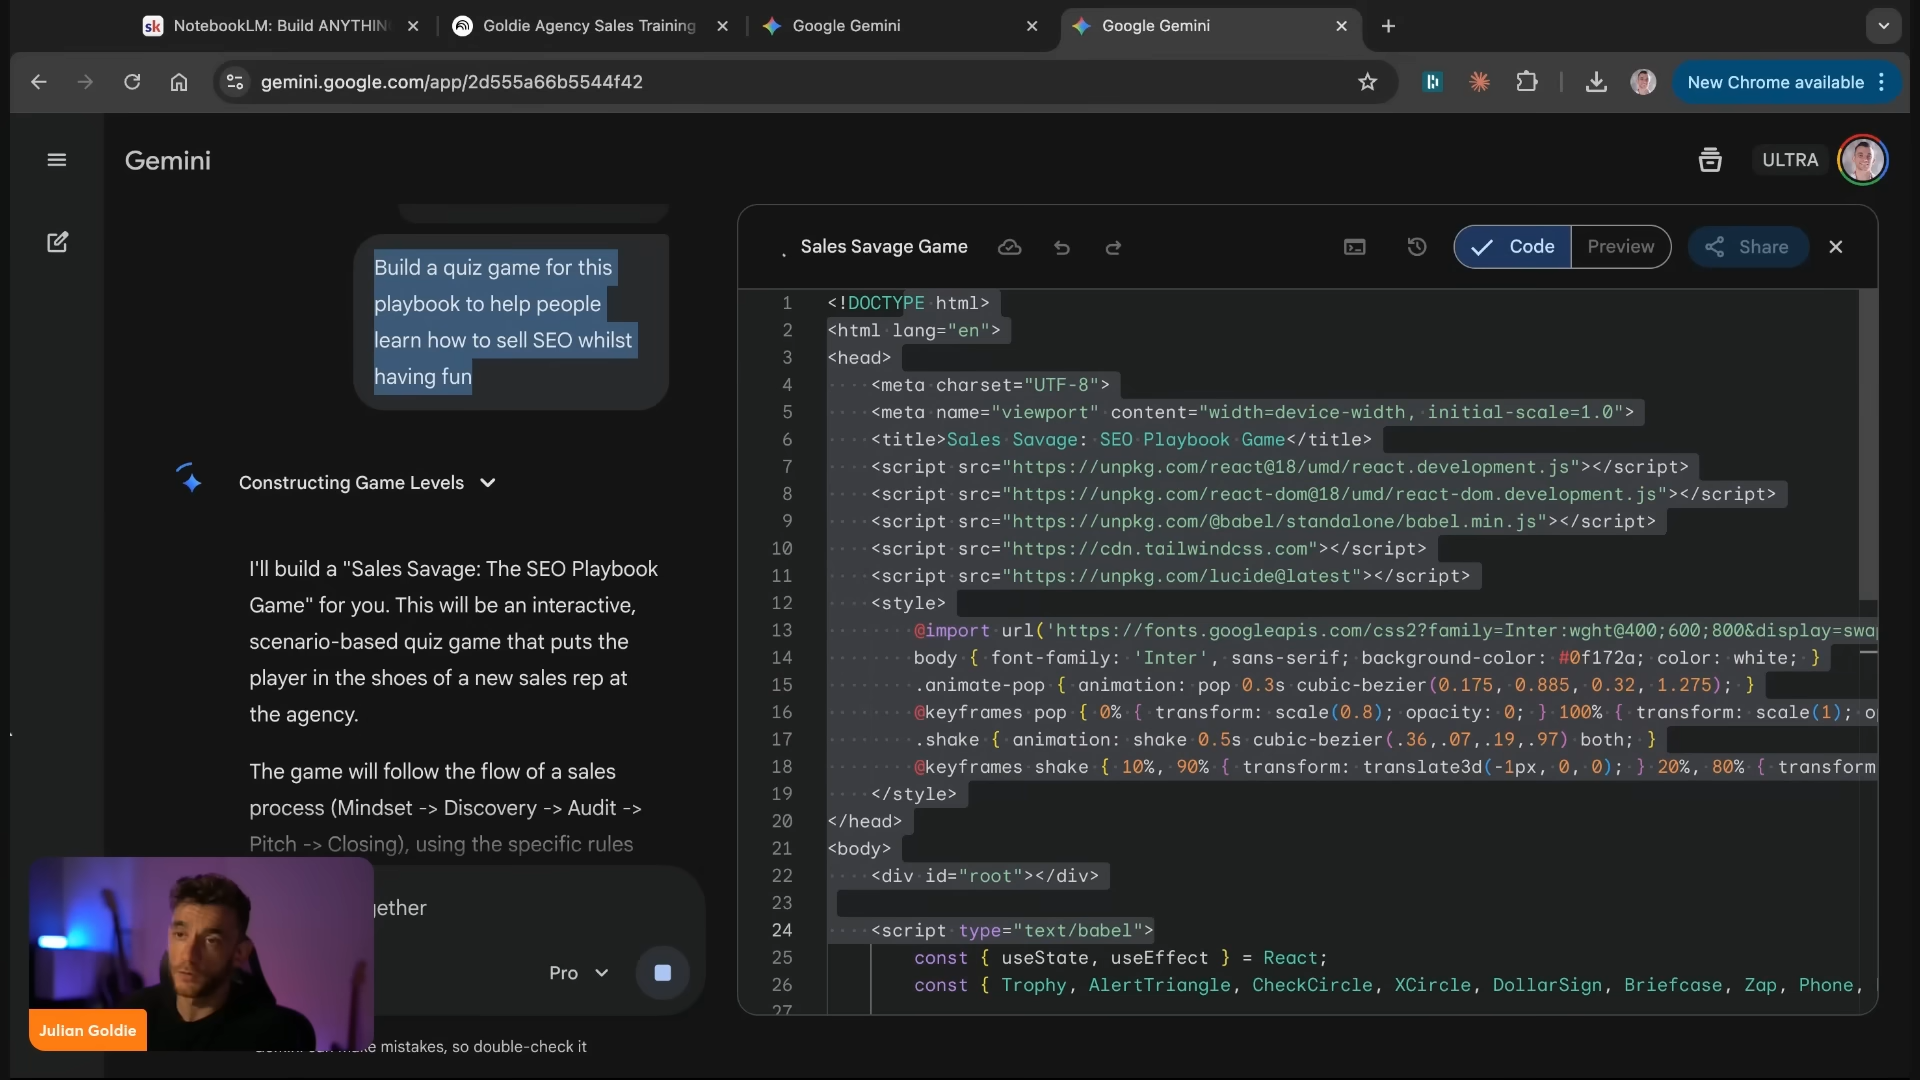 NotebookLM: Build ANYTHIN
Goldie Agency Sales Training
Google Gemini
Google Gemini
gemini.google.com/app/2d555a66b5544f42
New Chrome available
Gemini
ULTRA
Build a quiz game for this
playbook to help people
learn how to sell SEO whilst
having fun
Constructing Game Levels
I'll build a "Sales Savage: The SEO Playbook
Game" for you. This will be an interactive,
scenario-based quiz game that puts the
player in the shoes of a new sales rep at
the agency.
The game will follow the flow of a sales
process (Mindset -> Discovery -> Audit ->
Pitch -> Closing), using the specific rules
gether
Pro
Julian Goldie
mistakes, so double-check it
Sales Savage Game
Code
Preview
Share
1 <!DOCTYPE html>
2 <html lang="en">
3 <head>
4 <meta charset="UTF-8">
5 <meta name="viewport" content="width=device-width, initial-scale=1.0">
6 <title>Sales Savage: SEO Playbook Game</title>
7 <script src="https://unpkg.com/react@18/umd/react.development.js"></script>
8 <script src="https://unpkg.com/react-dom@18/umd/react-dom.development.js"></script>
9 <script src="https://unpkg.com/@babel/standalone/babel.min.js"></script>
10 <script src="https://cdn.tailwindcss.com"></script>
11 <script src="https://unpkg.com/lucide@latest"></script>
12 <style>
13 @import url('https://fonts.googleapis.com/css2?family=Inter:wght@400;600;800&display=swa
14 body { font-family: 'Inter', sans-serif; background-color: #0f172a; color: white; }
15 .animate-pop { animation: pop 0.3s cubic-bezier(0.175, 0.885, 0.32, 1.275); }
16 @keyframes pop { 0% { transform: scale(0.8); opacity: 0; } 100% { transform: scale(1); o
17 .shake { animation: shake 0.5s cubic-bezier(.36,.07,.19,.97) both; }
18 @keyframes shake { 10%, 90% { transform: translate3d(-1px, 0, 0); } 20%, 80% { transform
19 </style>
20 </head>
21 <body>
22 <div id="root"></div>
23
24 <script type="text/babel">
25 const { useState, useEffect } = React;
26 const { Trophy, AlertTriangle, CheckCircle, XCircle, DollarSign, Briefcase, Zap, Phone,
27